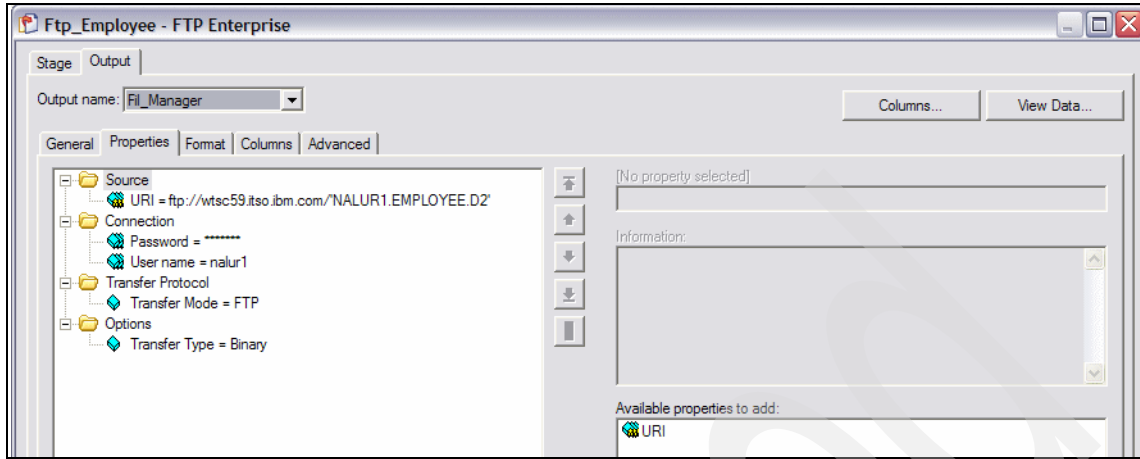 Ftp_Employee - FTP Enterprise
Stage Output
Output name: Fil_Manager
Columns... View Data...
General Properties Format Columns Advanced
Source
URI = ftp://wtsc59.itso.ibm.com/"NALUR1.EMPLOYEE.D2"
Connection
Password = *******
User name = nalur1
Transfer Protocol
Transfer Mode = FTP
Options
Transfer Type = Binary
[No property selected]
Information:
Available properties to add:
URI